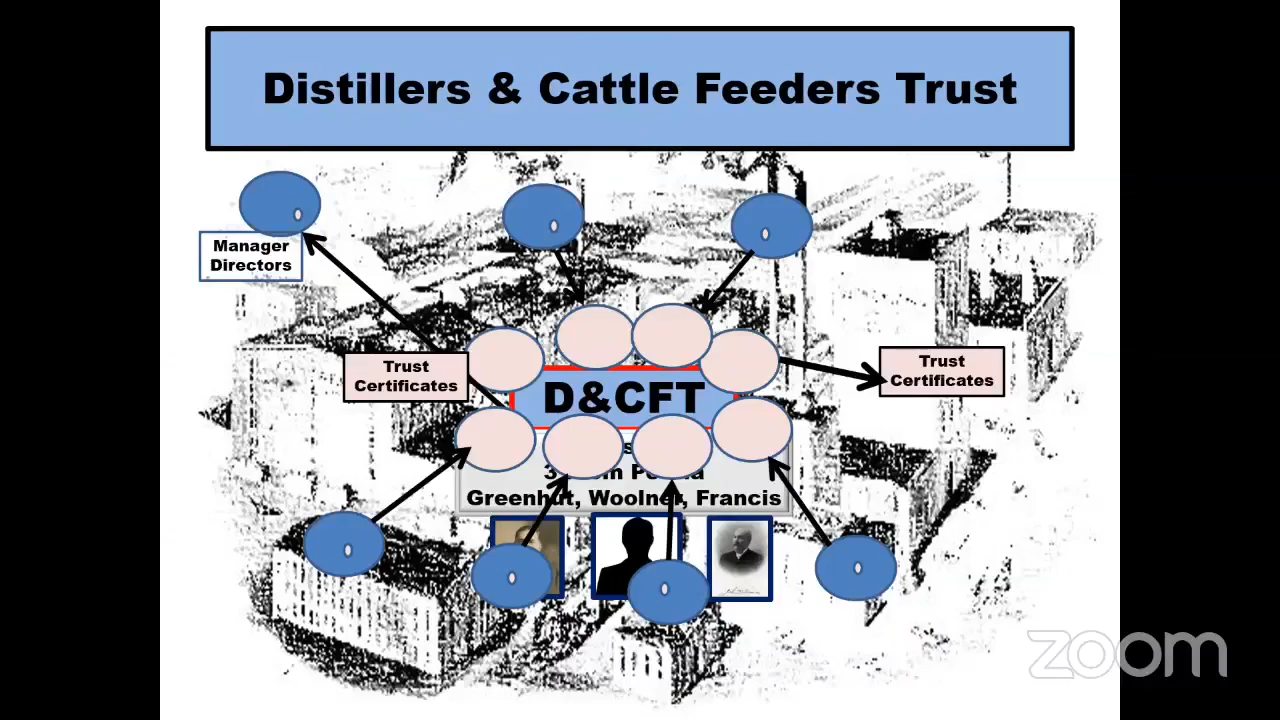 Distillers & Cattle Feeders Trust
Manager
Directors
Trust
Certificates
Trust
Certificates
D&CFT
Greenhut, Woolner, Francis
zoom